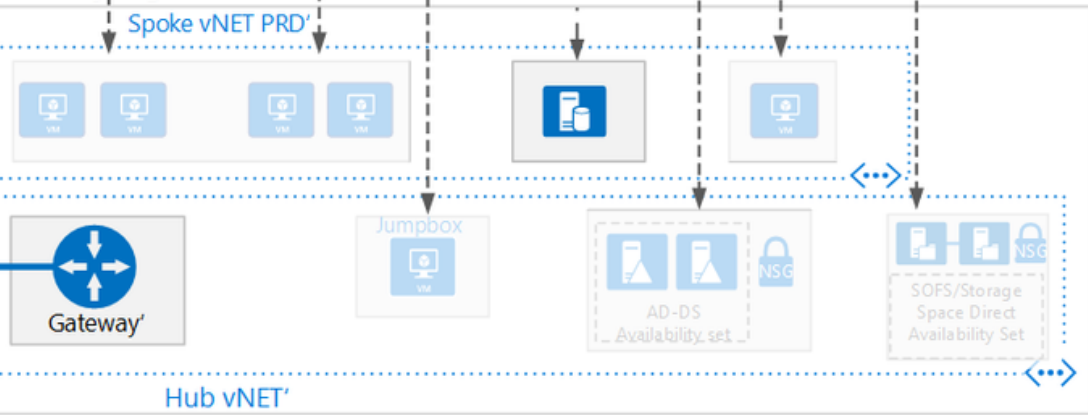 Spoke vNET PRD'
VM
VM
VM
VM
VM
Jumpbox
VM
Gateway'
NSG
AD-DS
Availability set
NSG
SOFS/Storage
Space Direct
Availability Set
Hub vNET'